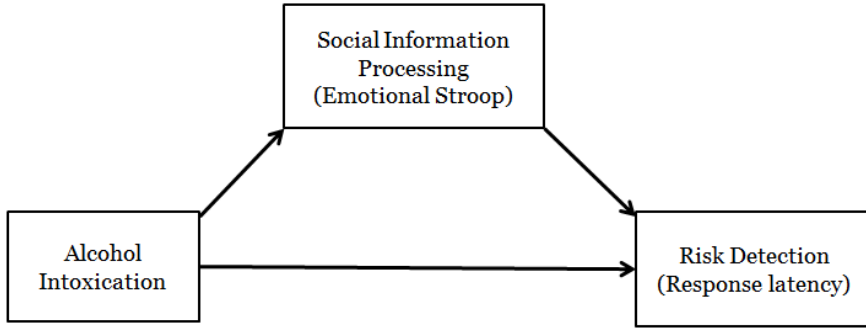 Social Information
Processing
(Emotional Stroop)
Alcohol
Intoxication
Risk Detection
(Response latency)